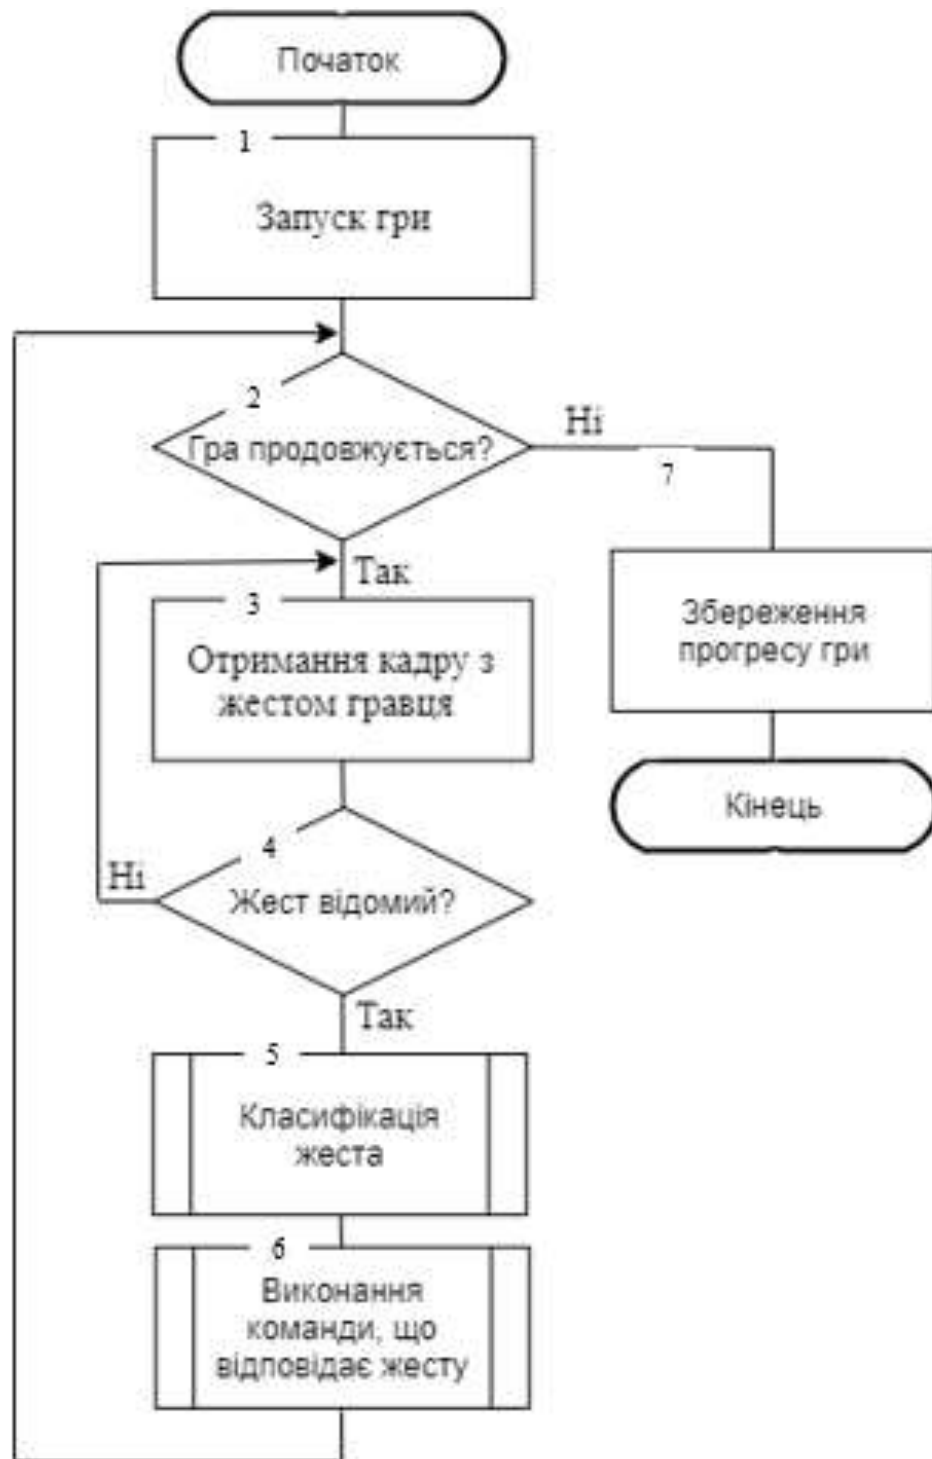 Початок
1
Запуск гри
2
Гра продовжується?
Ні
7
Так
3
Отримання кадру з
жестом гравця
Збереження
прогресу гри
Кінець
4
Жест відомий?
Ні
Так
5
Класифікація
жеста
6
Виконання
команди, що
відповідає жесту